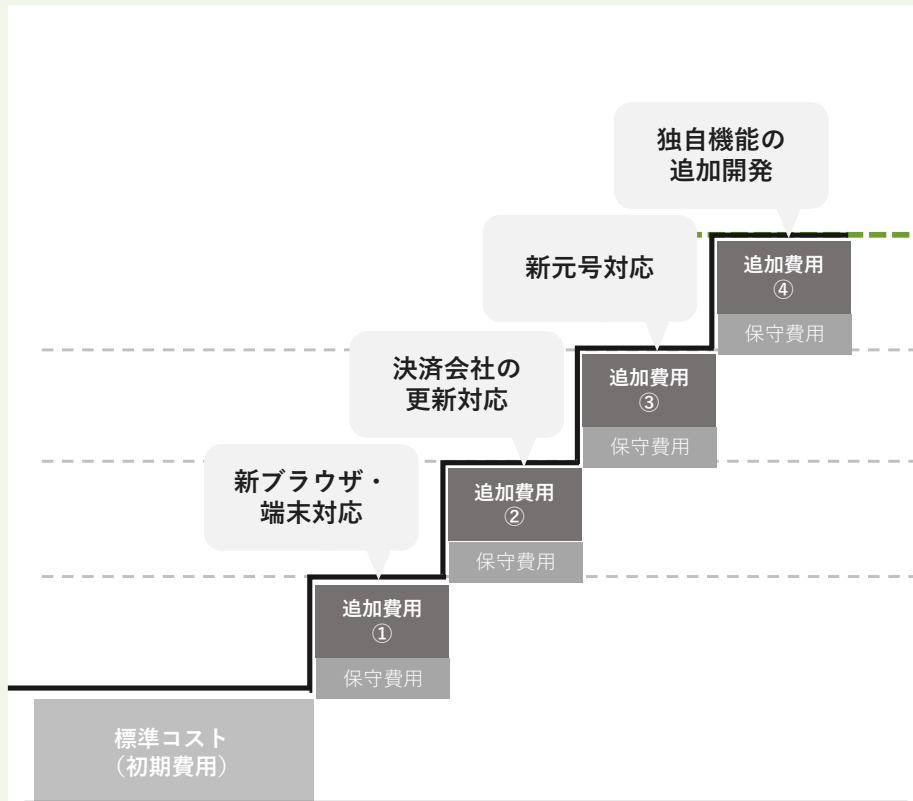 独自機能の
追加開発
新元号対応
追加費用
④
保守費用
決済会社の
更新対応
追加費用
③
保守費用
新ブラウザ・
端末対応
追加費用
②
保守費用
追加費用
①
保守費用
標準コスト
（初期費用）